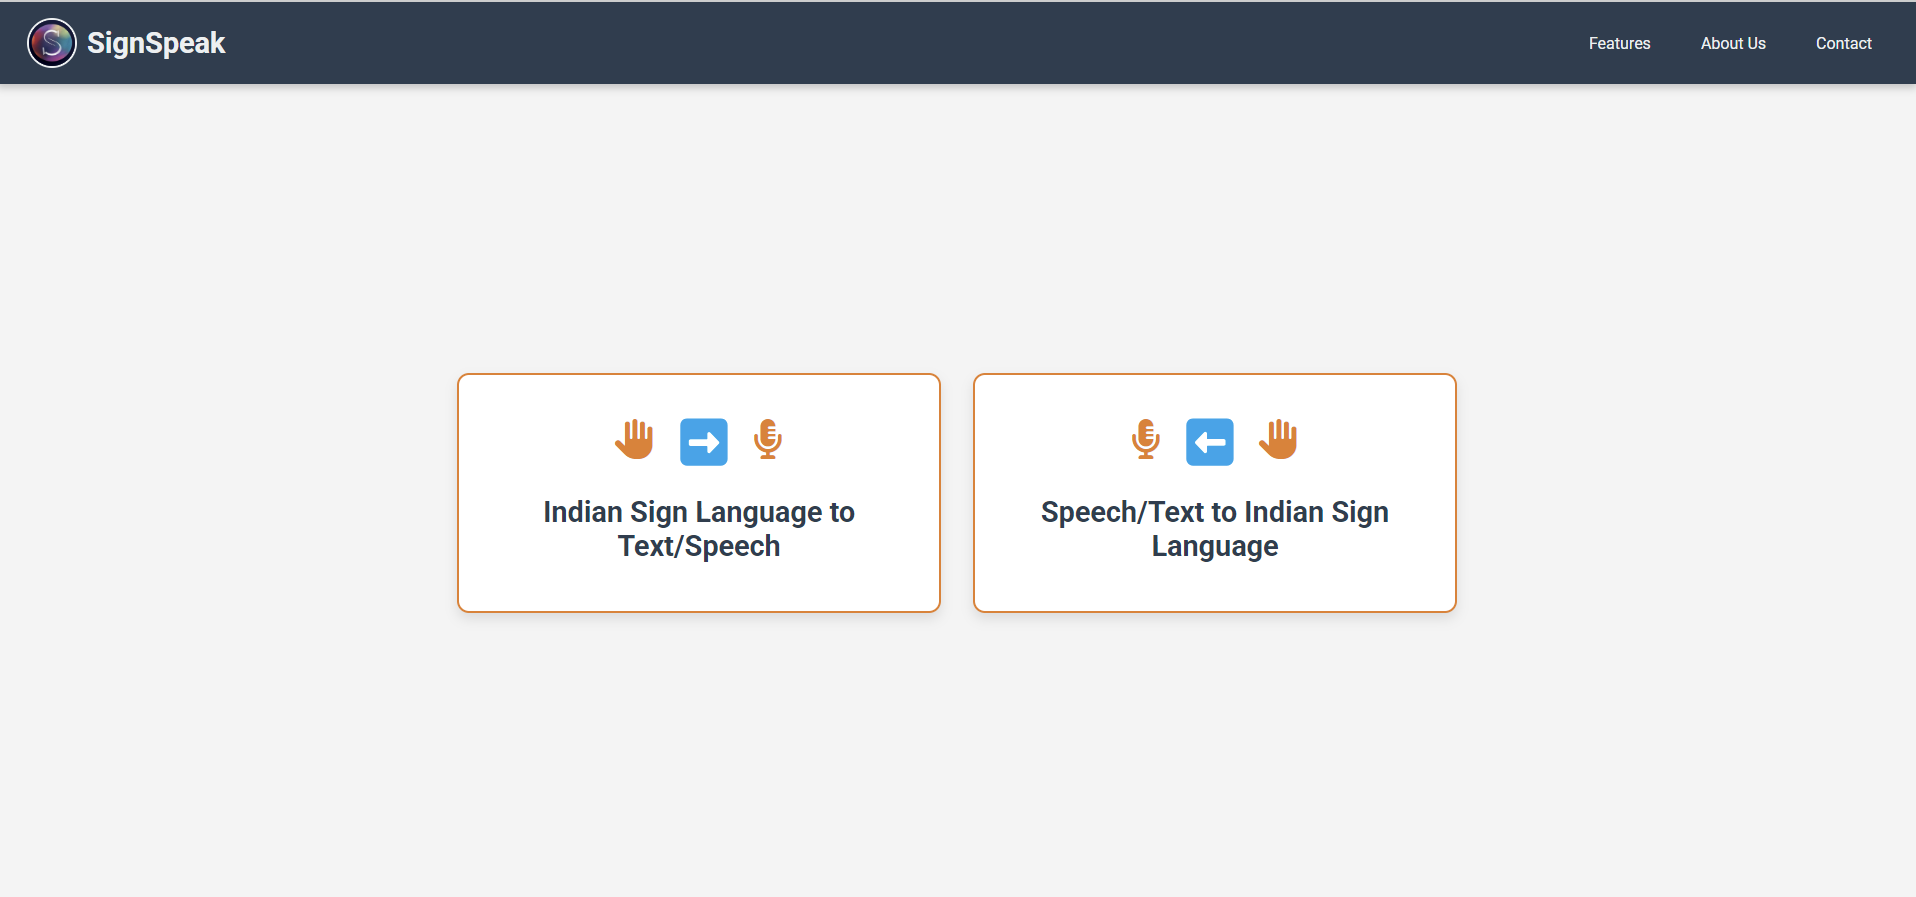 S SignSpeak
Features About Us Contact
Indian Sign Language to
Text/Speech
Speech/Text to Indian Sign
Language